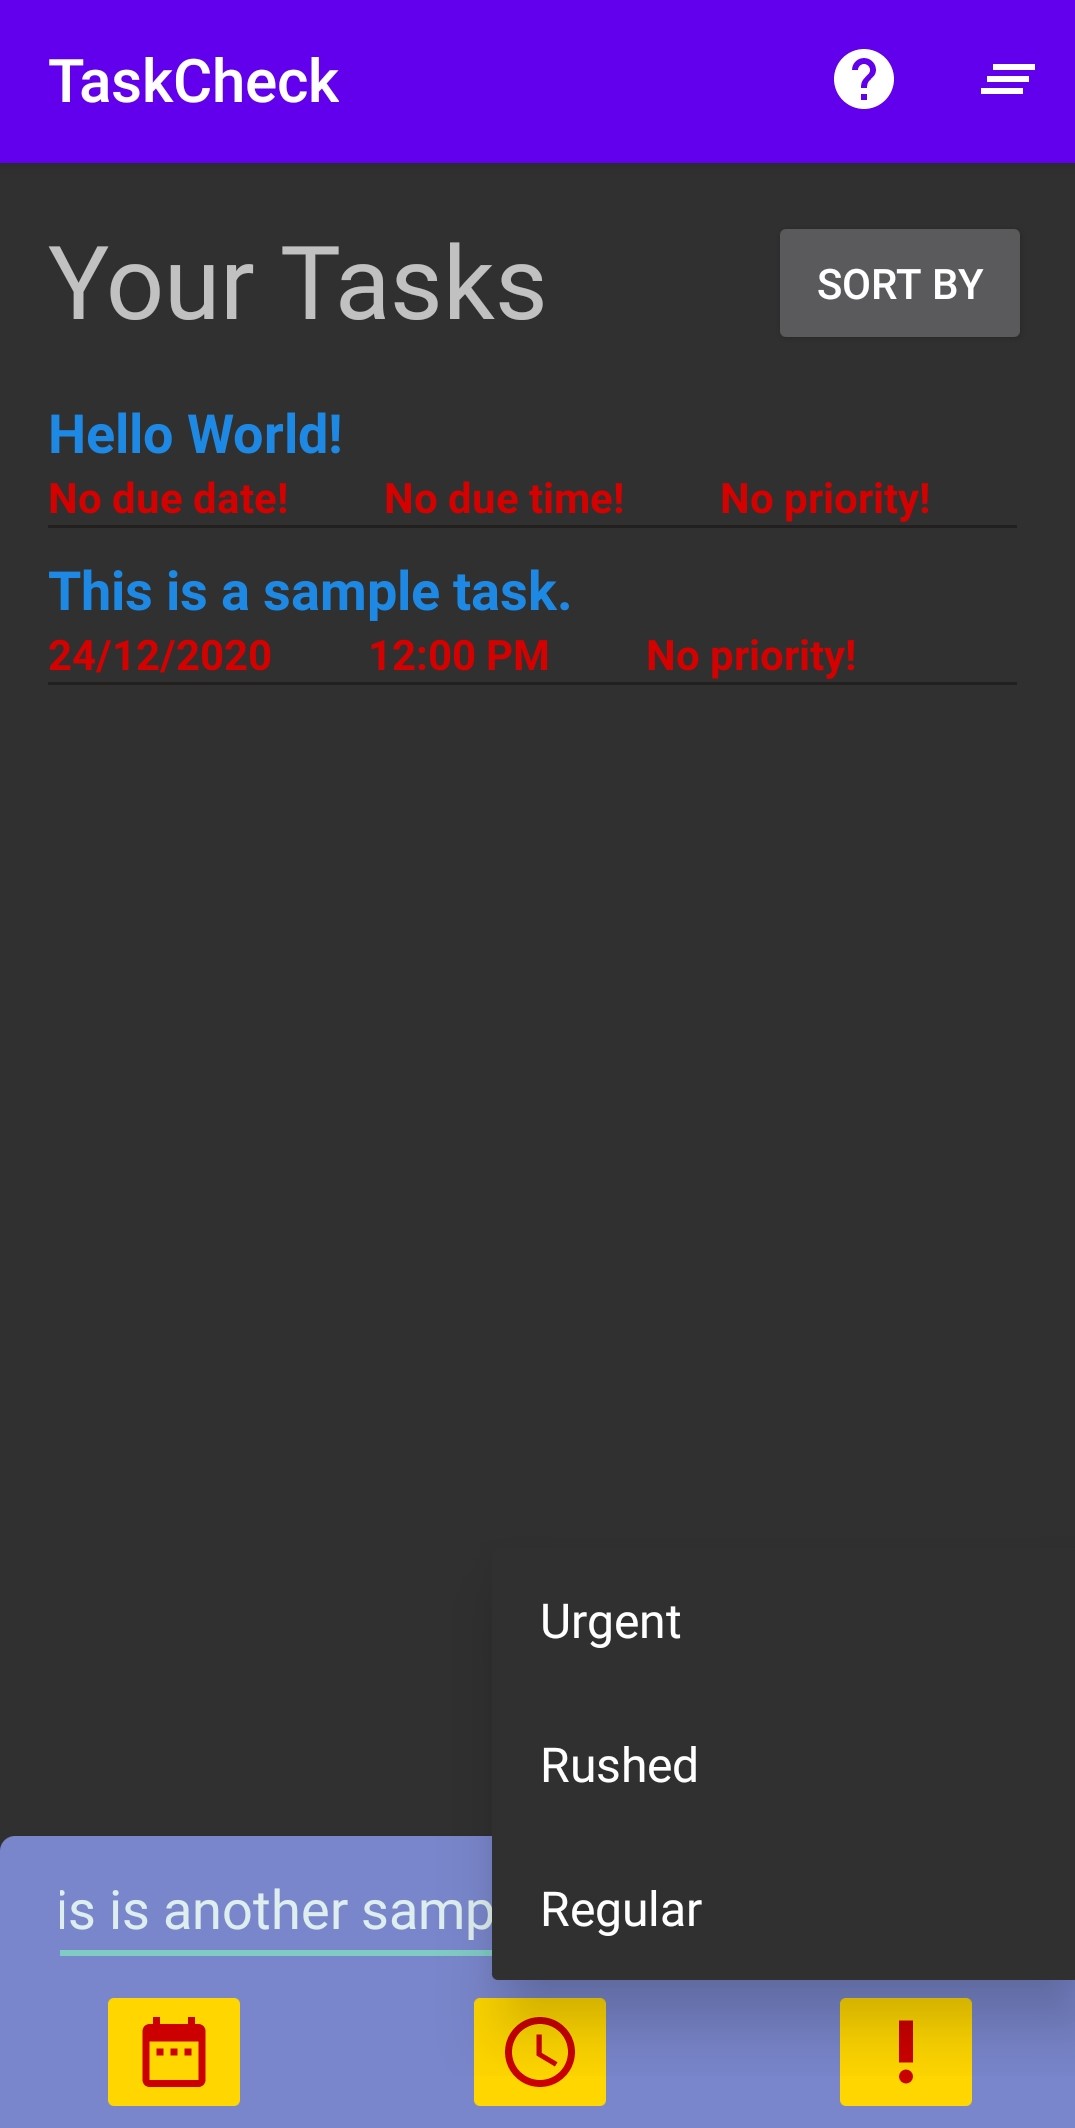 TaskCheck
Your Tasks
SORT BY
Hello World!
No due date! No due time! No priority!
This is a sample task.
24/12/2020 12:00 PM No priority!
Urgent
Rushed
Regular
is is another samp